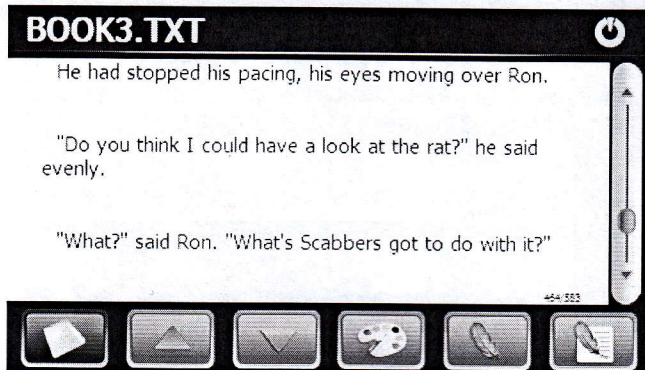 BOOK3.TXT
He had stopped his pacing, his eyes moving over Ron.
"Do you think I could have a look at the rat?" he said
evenly.
"What?" said Ron. "What's Scabbers got to do with it?"
464/583